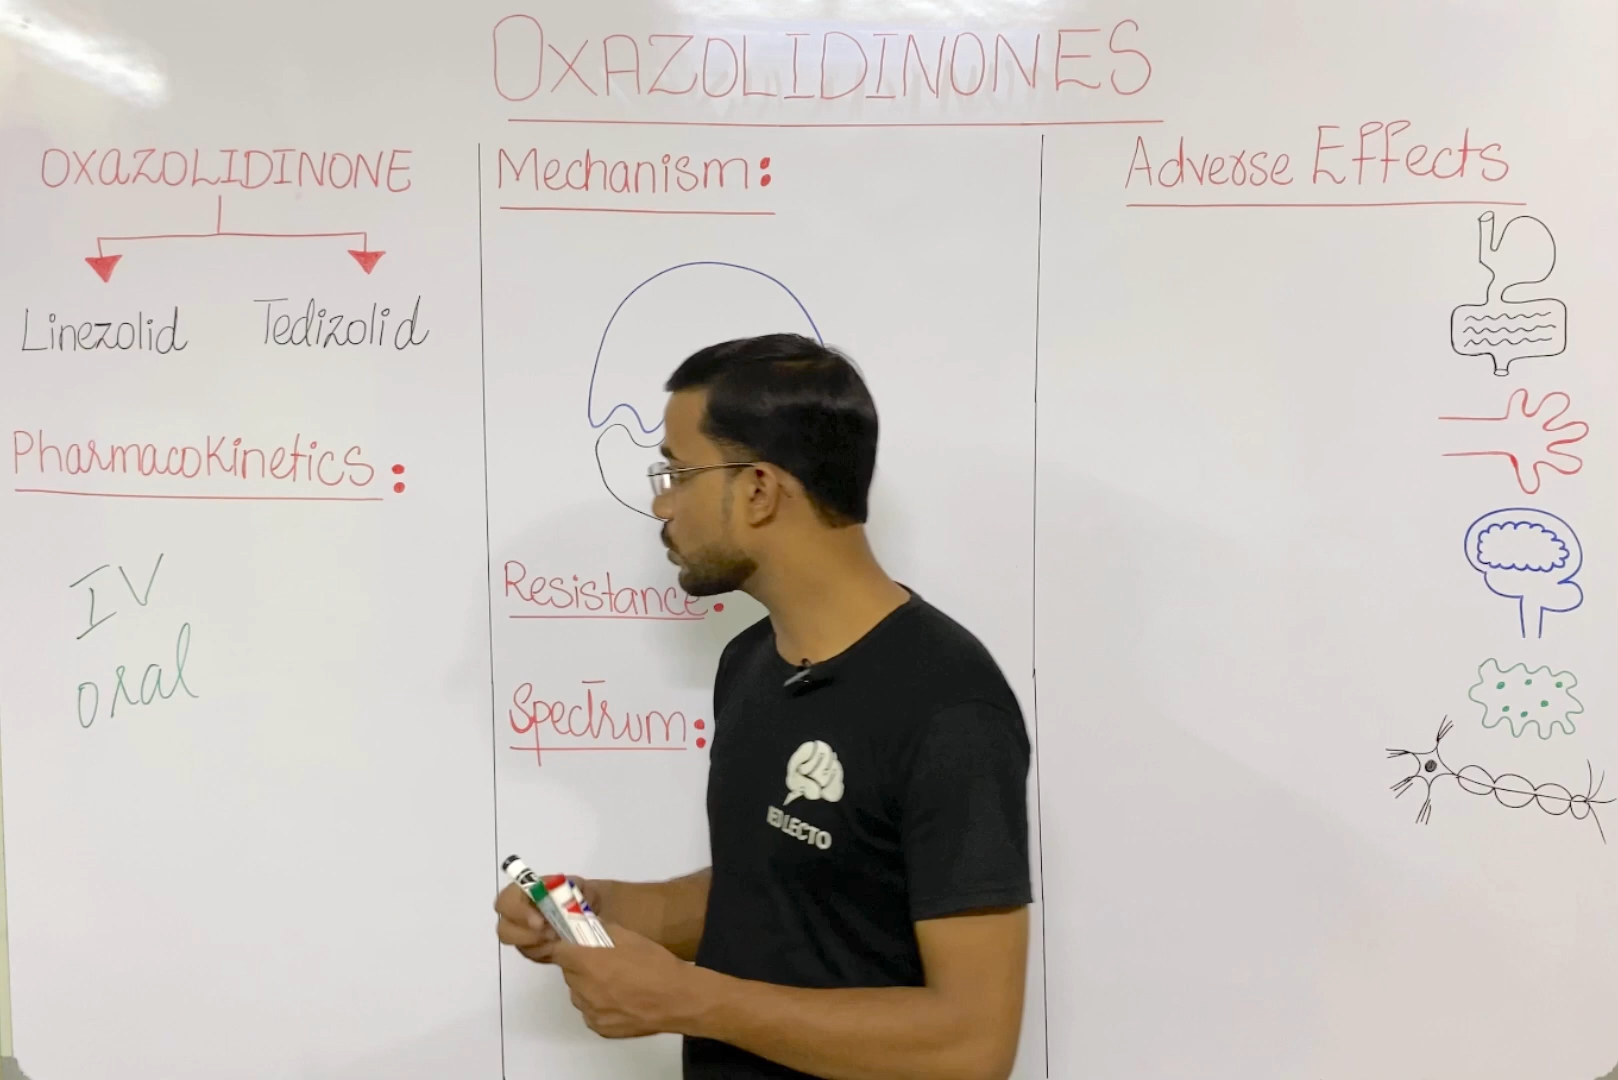 OXAZOLIDINONES
OXAZOLIDINONE
Linezolid Tedizolid
Pharmacokinetics:
IV
oral
Mechanism:
Resistance:
Spectrum:
Adverse Effects